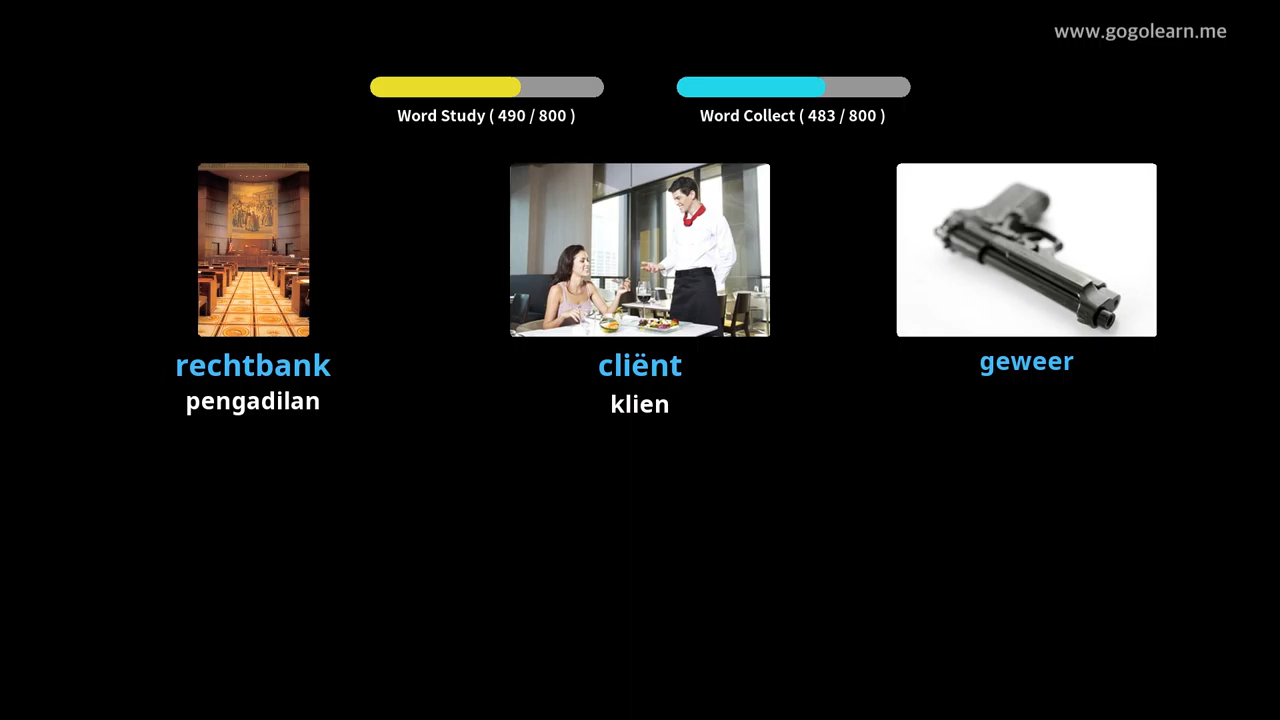 www.gogolearn.me
Word Study ( 490 / 800 )
Word Collect ( 483 / 800 )
rechtbank
pengadilan
cliënt
klien
geweer